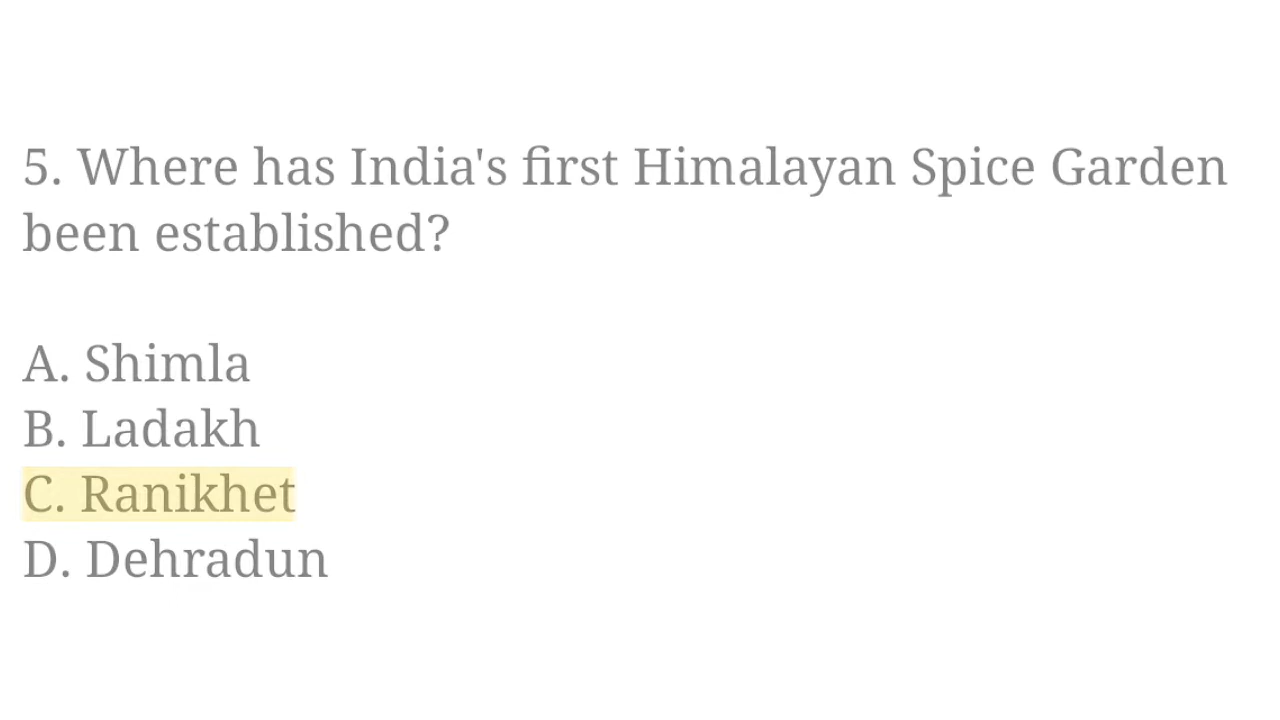 5. Where has India's first Himalayan Spice Garden
been established?
A. Shimla
B. Ladakh
C. Ranikhet
D. Dehradun